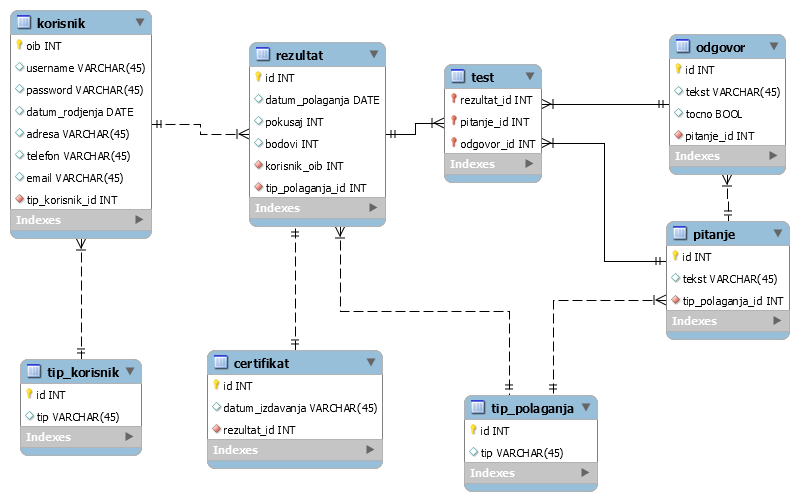 korisnik
oib INT
username VARCHAR(45)
password VARCHAR(45)
datum_rodjenja DATE
adresa VARCHAR(45)
telefon VARCHAR(45)
email VARCHAR(45)
tip_korisnik_id INT
Indexes
rezultat
id INT
datum_polaganja DATE
pokusaj INT
bodovi INT
korisnik_oib INT
tip_polaganja_id INT
Indexes
test
rezultat_id INT
pitanje_id INT
odgovor_id INT
Indexes
odgovor
id INT
tekst VARCHAR(45)
tocno BOOL
pitanje_id INT
Indexes
pitanje
id INT
tekst VARCHAR(45)
tip_polaganja_id INT
Indexes
tip_korisnik
id INT
tip VARCHAR(45)
Indexes
certifikat
id INT
datum_izdavanja VARCHAR(45)
rezultat_id INT
Indexes
tip_polaganja
id INT
tip VARCHAR(45)
Indexes